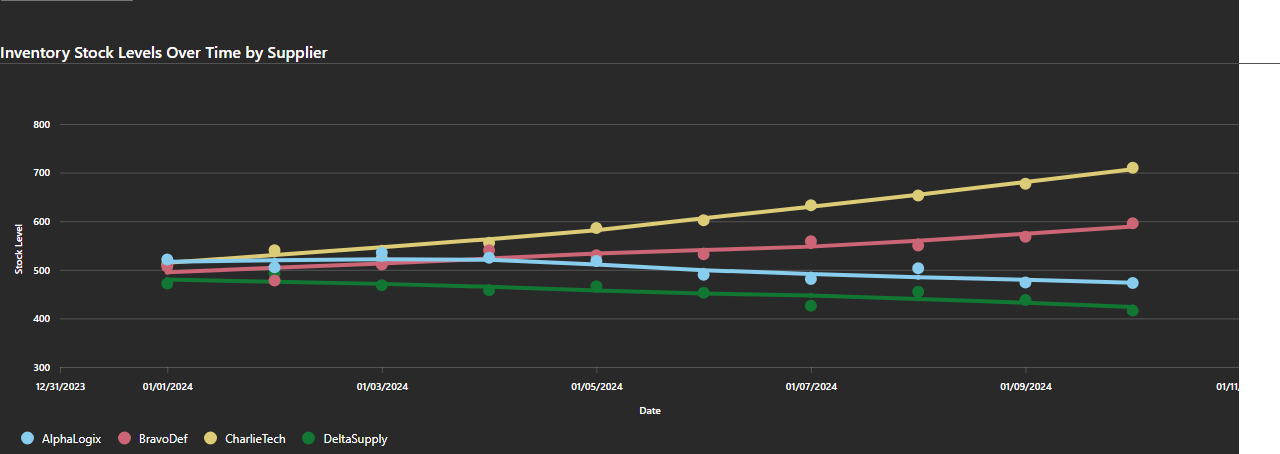 Inventory Stock Levels Over Time by Supplier
800
700
600
500
400
300
Stock Level
12/31/2023 01/01/2024 01/03/2024 01/05/2024 01/07/2024 01/09/2024 01/11/
Date
AlphaLogix BravoDef CharlieTech DeltaSupply